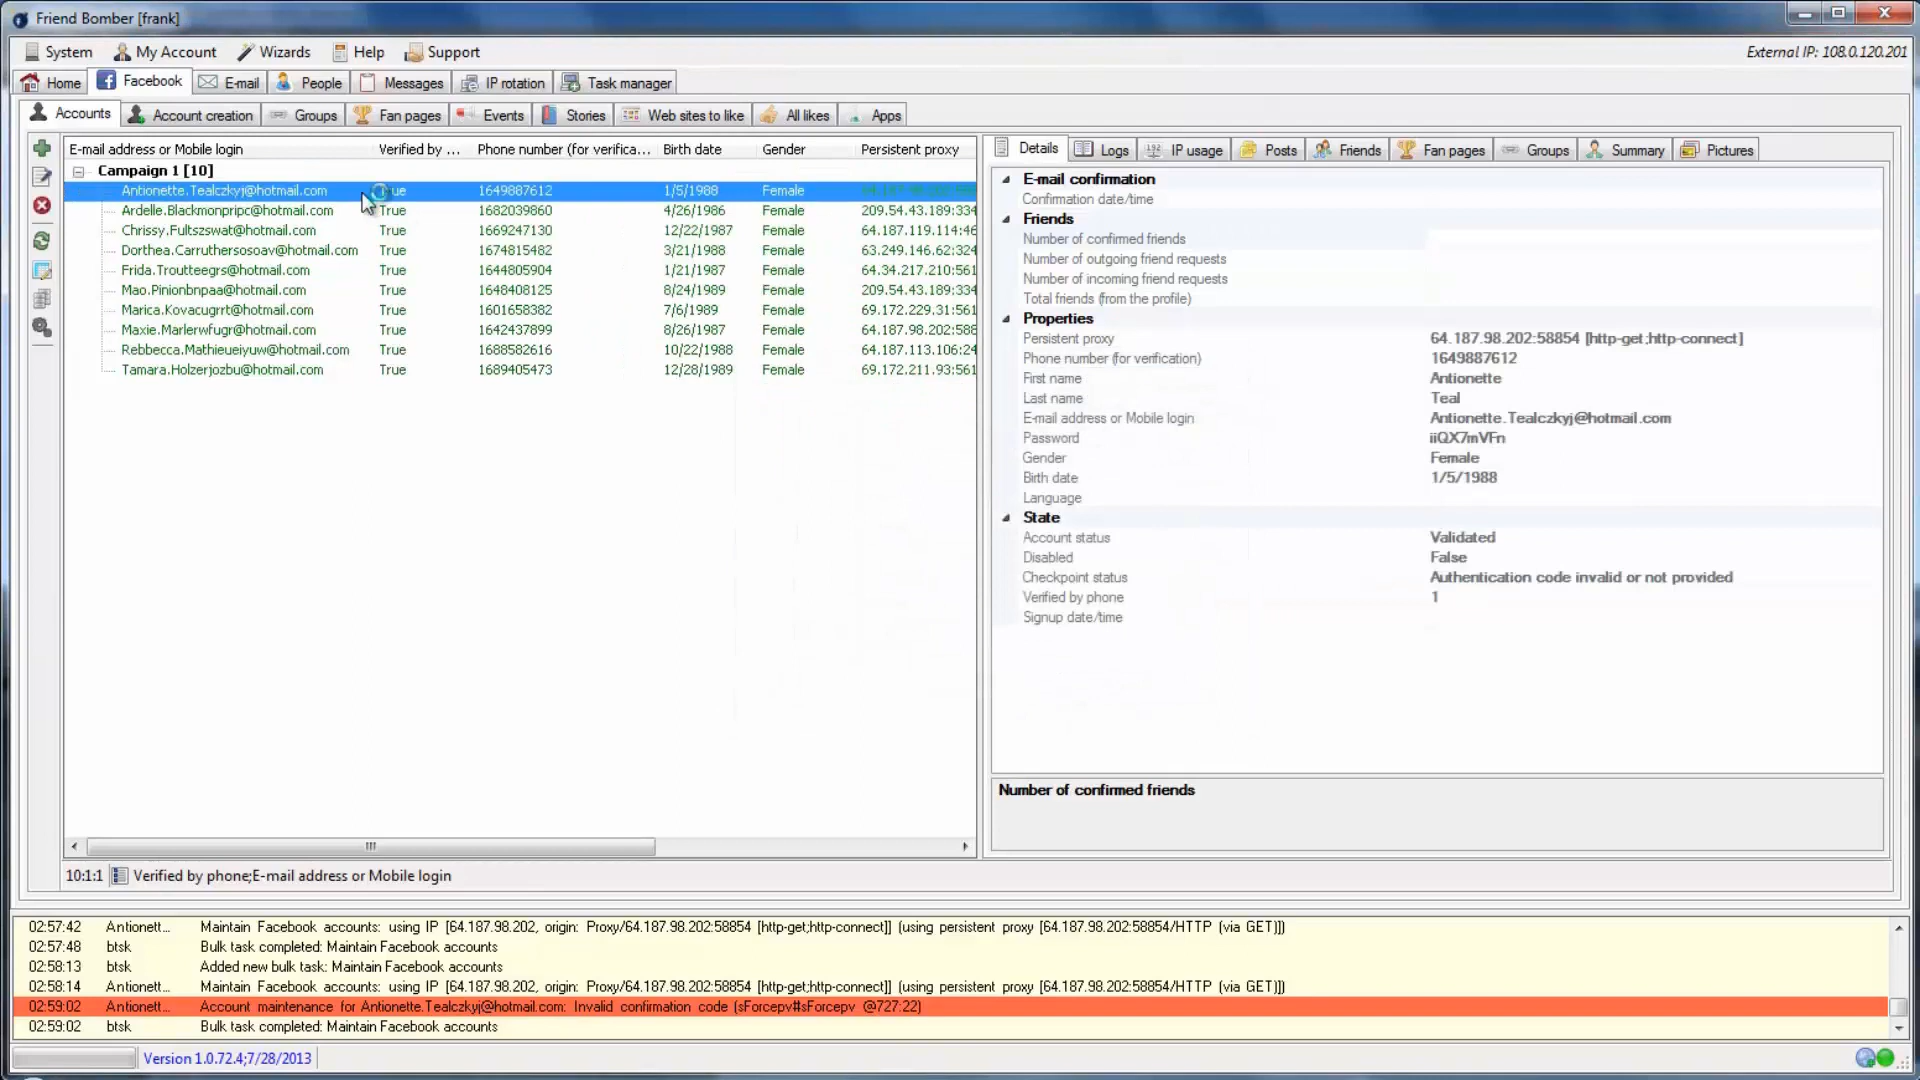 Friend Bomber [frank]
System My Account Wizards Help Support External IP: 108.0.120.201
Home Facebook E-mail People Messages IP rotation Task manager
Accounts Account creation Groups Fan pages Events Stories Web sites to like All likes Apps
E-mail address or Mobile login Verified by ... Phone number (for verifica... Birth date Gender Persistent proxy
Campaign 1 [10]
Antionette.Tealczkyj@hotmail.com 1649887612 1/5/1988 Female
Ardelle.Blackmonpripc@hotmail.com True 1682039860 4/26/1986 Female 209.54.43.189:334
Chrissy.Fultszswat@hotmail.com True 1669247130 12/22/1987 Female 64.187.119.114:46
Dorthea.Carruthersosoav@hotmail.com True 1674815482 3/21/1988 Female 63.249.146.62:324
Frida.Troutteegrs@hotmail.com True 1644805904 1/21/1987 Female 64.34.217.210:561
Mao.Pinionbnpaa@hotmail.com True 1648408125 8/24/1989 Female 209.54.43.189:334
Marica.Kovacugrrt@hotmail.com True 1601658382 7/6/1989 Female 69.172.229.31:561
Maxie.Marlerwfugr@hotmail.com True 1642437899 8/26/1987 Female 64.187.98.202:588
Rebbecca.Mathieueiyuw@hotmail.com True 1688582616 10/22/1988 Female 64.187.113.106:24
Tamara.Holzerjozbu@hotmail.com True 1689405473 12/28/1989 Female 69.172.211.93:561
10:1:1 Verified by phone;E-mail address or Mobile login
Details Logs IP usage Posts Friends Fan pages Groups Summary Pictures
E-mail confirmation
Confirmation date/time
Friends
Number of confirmed friends
Number of outgoing friend requests
Number of incoming friend requests
Total friends (from the profile)
Properties
Persistent proxy 64.187.98.202:58854 [http-get;http-connect]
Phone number (for verification) 1649887612
First name Antionette
Last name Teal
E-mail address or Mobile login Antionette.Tealczkyj@hotmail.com
Password iiQX7mVFn
Gender Female
Birth date 1/5/1988
Language
State
Account status Validated
Disabled False
Checkpoint status Authentication code invalid or not provided
Verified by phone 1
Signup date/time
Number of confirmed friends
02:57:42 Antionett... Maintain Facebook accounts: using IP [64.187.98.202, origin: Proxy/64.187.98.202:58854 [http-get;http-connect]] (using persistent proxy [64.187.98.202:58854/HTTP (via GET)])
02:57:48 btsk Bulk task completed: Maintain Facebook accounts
02:58:13 btsk Added new bulk task: Maintain Facebook accounts
02:58:14 Antionett... Maintain Facebook accounts: using IP [64.187.98.202, origin: Proxy/64.187.98.202:58854 [http-get;http-connect]] (using persistent proxy [64.187.98.202:58854/HTTP (via GET)])
02:59:02 Antionett... Account maintenance for Antionette.Tealczkyj@hotmail.com: Invalid confirmation code (sForcepv#sForcepv @727:22)
02:59:02 btsk Bulk task completed: Maintain Facebook accounts
Version 1.0.72.4;7/28/2013